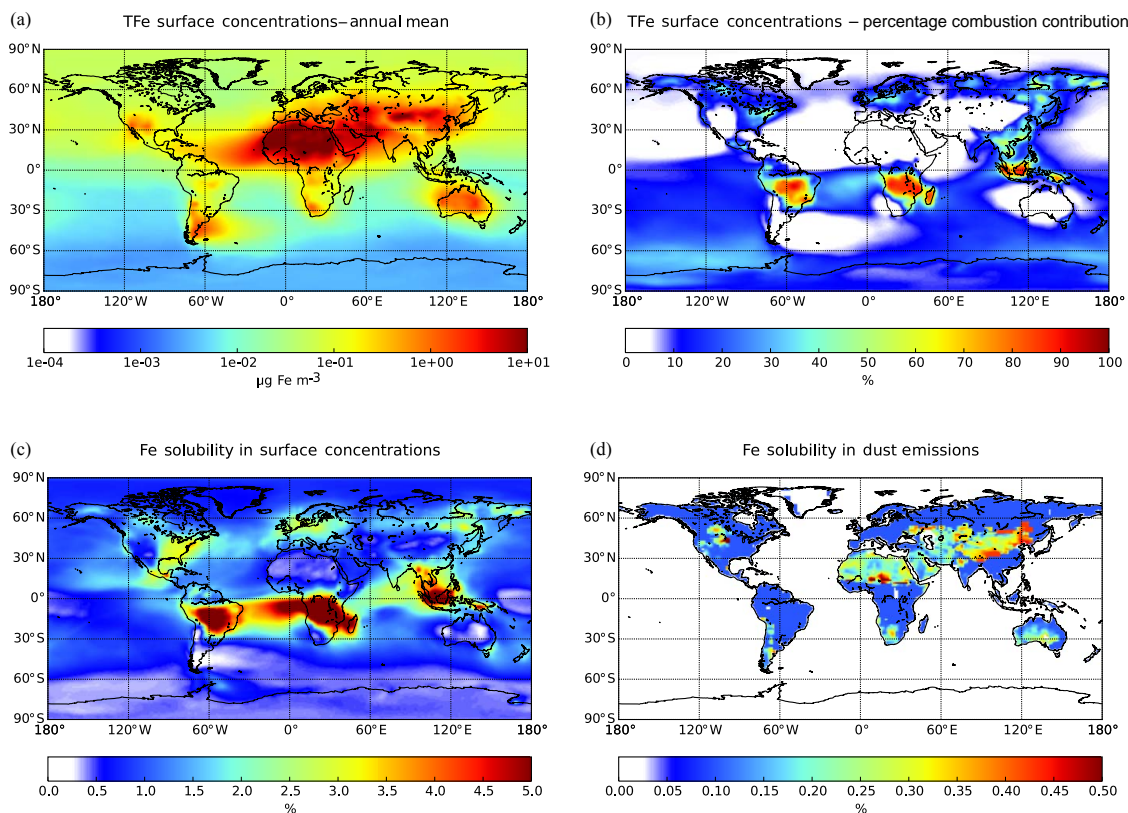 (a) TFe surface concentrations–annual mean
90°N
60°N
30°N
0°
30°S
60°S
90°S
180° 120°W 60°W 0° 60°E 120°E 180°
1e-04 1e-03 1e-02 1e-01 1e+00 1e+01
µg Fe m⁻³
(b) TFe surface concentrations – percentage combustion contribution
90°N
60°N
30°N
0°
30°S
60°S
90°S
180° 120°W 60°W 0° 60°E 120°E 180°
0 10 20 30 40 50 60 70 80 90 100
%
(c) Fe solubility in surface concentrations
90°N
60°N
30°N
0°
30°S
60°S
90°S
180° 120°W 60°W 0° 60°E 120°E 180°
0.0 0.5 1.0 1.5 2.0 2.5 3.0 3.5 4.0 4.5 5.0
%
(d) Fe solubility in dust emissions
90°N
60°N
30°N
0°
30°S
60°S
90°S
180° 120°W 60°W 0° 60°E 120°E 180°
0.00 0.05 0.10 0.15 0.20 0.25 0.30 0.35 0.40 0.45 0.50
%